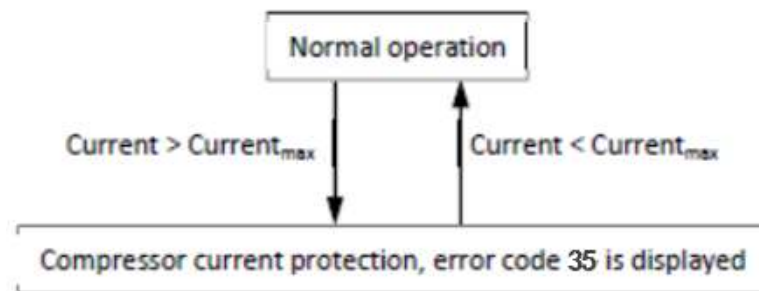 Normal operation
Current > Currentmax
Current < Currentmax
Compressor current protection, error code 35 is displayed